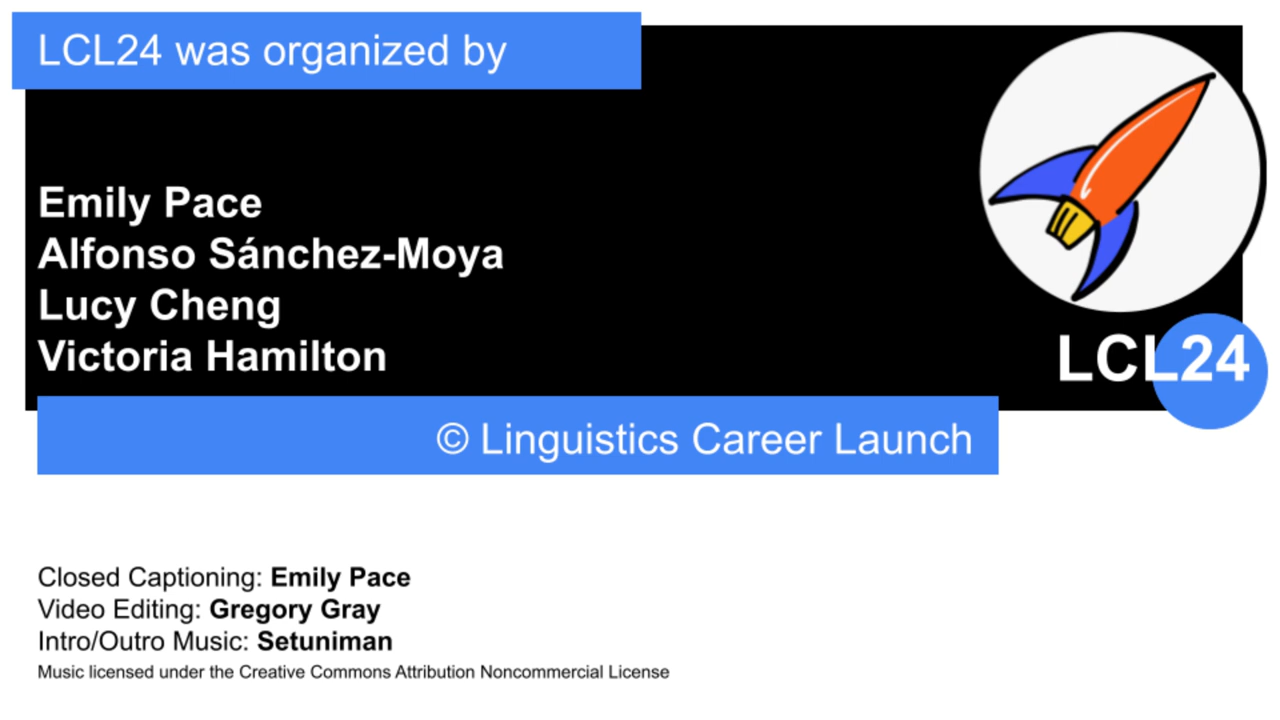 LCL24 was organized by
Emily Pace
Alfonso Sánchez-Moya
Lucy Cheng
Victoria Hamilton
LCL24
© Linguistics Career Launch
Closed Captioning: Emily Pace
Video Editing: Gregory Gray
Intro/Outro Music: Setuniman
Music licensed under the Creative Commons Attribution Noncommercial License